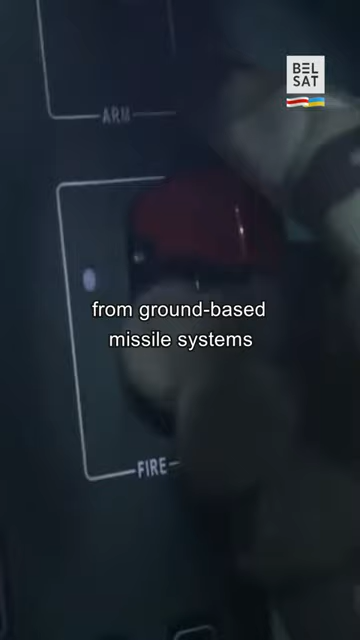 BEL
SAT
ARM
from ground-based
missile systems
FIRE